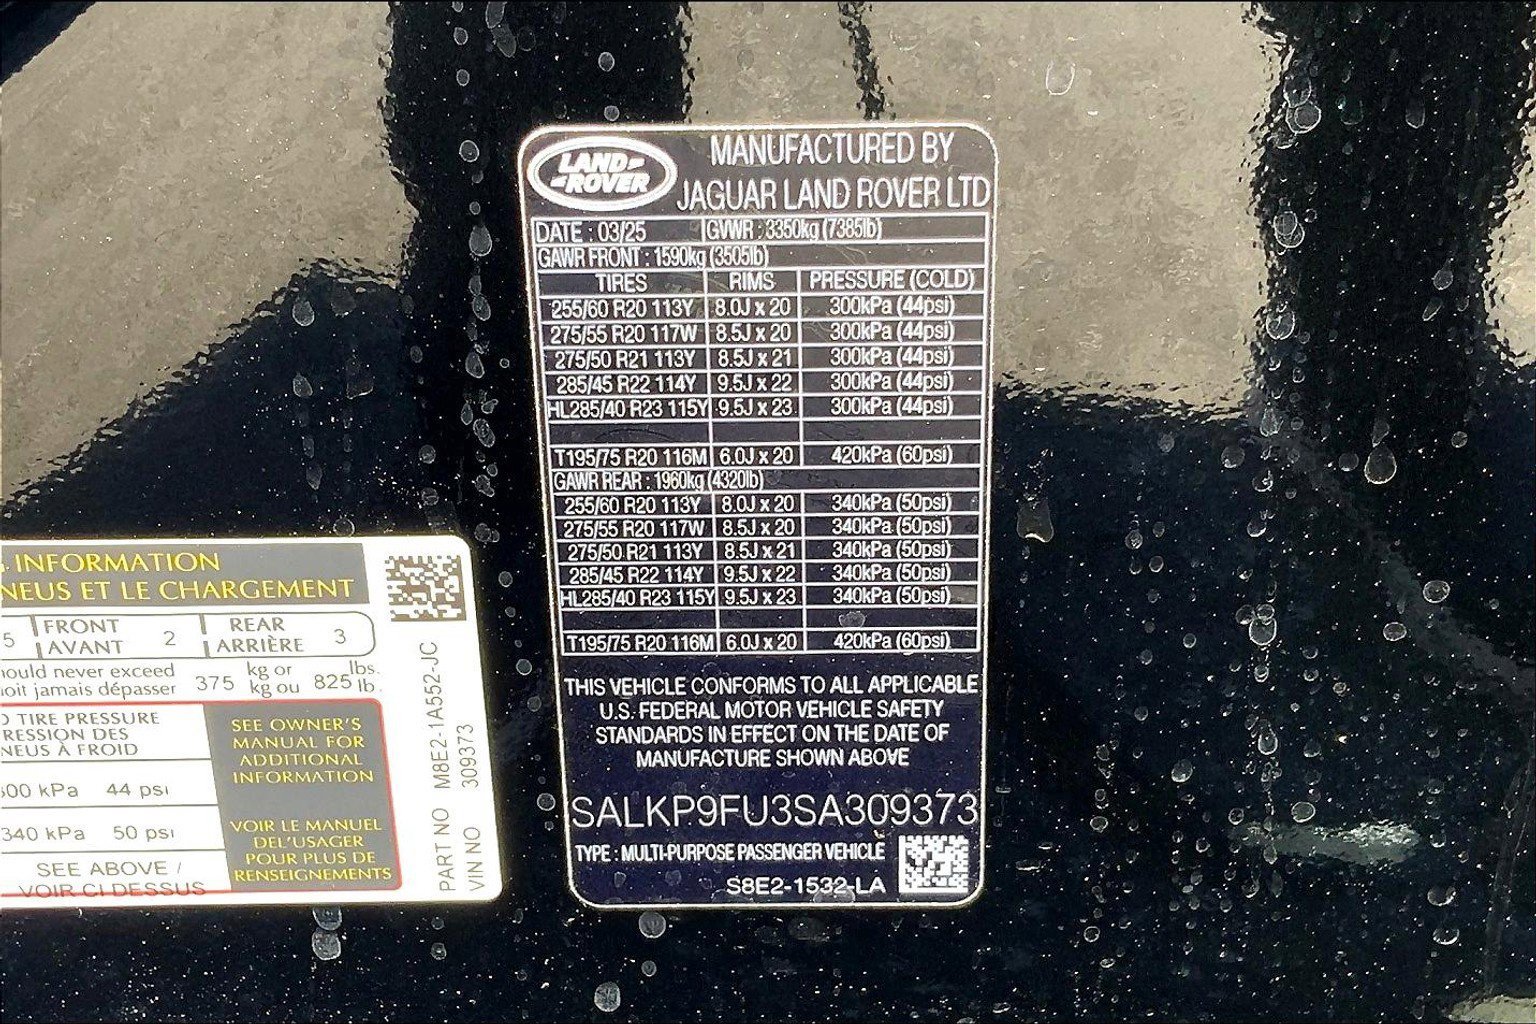 LAND ROVER
MANUFACTURED BY
JAGUAR LAND ROVER LTD
DATE : 03/25 GVWR : 3350kg (7385lb)
GAWR FRONT : 1590kg (3505lb)
TIRES RIMS PRESSURE (COLD)
255/60 R20 113Y 8.0J x 20 300kPa (44psi)
275/55 R20 117W 8.5J x 20 300kPa (44psi)
275/50 R21 113Y 8.5J x 21 300kPa (44psi)
285/45 R22 114Y 9.5J x 22 300kPa (44psi)
HL285/40 R23 115Y 9.5J x 23 300kPa (44psi)
T195/75 R20 116M 6.0J x 20 420kPa (60psi)
GAWR REAR : 1960kg (4320lb)
255/60 R20 113Y 8.0J x 20 340kPa (50psi)
275/55 R20 117W 8.5J x 20 340kPa (50psi)
275/50 R21 113Y 8.5J x 21 340kPa (50psi)
285/45 R22 114Y 9.5J x 22 340kPa (50psi)
HL285/40 R23 115Y 9.5J x 23 340kPa (50psi)
T195/75 R20 116M 6.0J x 20 420kPa (60psi)
THIS VEHICLE CONFORMS TO ALL APPLICABLE
U.S. FEDERAL MOTOR VEHICLE SAFETY
STANDARDS IN EFFECT ON THE DATE OF
MANUFACTURE SHOWN ABOVE
SALKP9FU3SA309373
TYPE : MULTI-PURPOSE PASSENGER VEHICLE
S8E2-1532-LA
INFORMATION
NEUS ET LE CHARGEMENT
5 FRONT AVANT 2 REAR ARRIÈRE 3
should never exceed 375 kg or 825 lbs.
doit jamais dépasser kg ou lb.
TIRE PRESSURE
RESSION DES
NEUS À FROID
300 kPa 44 psi
340 kPa 50 psi
SEE ABOVE /
VOIR CI DESSUS
SEE OWNER'S
MANUAL FOR
ADDITIONAL
INFORMATION
VOIR LE MANUEL
DEL'USAGER
POUR PLUS DE
RENSEIGNEMENTS
PART NO M8E2-1A552-JC
VIN NO 309373